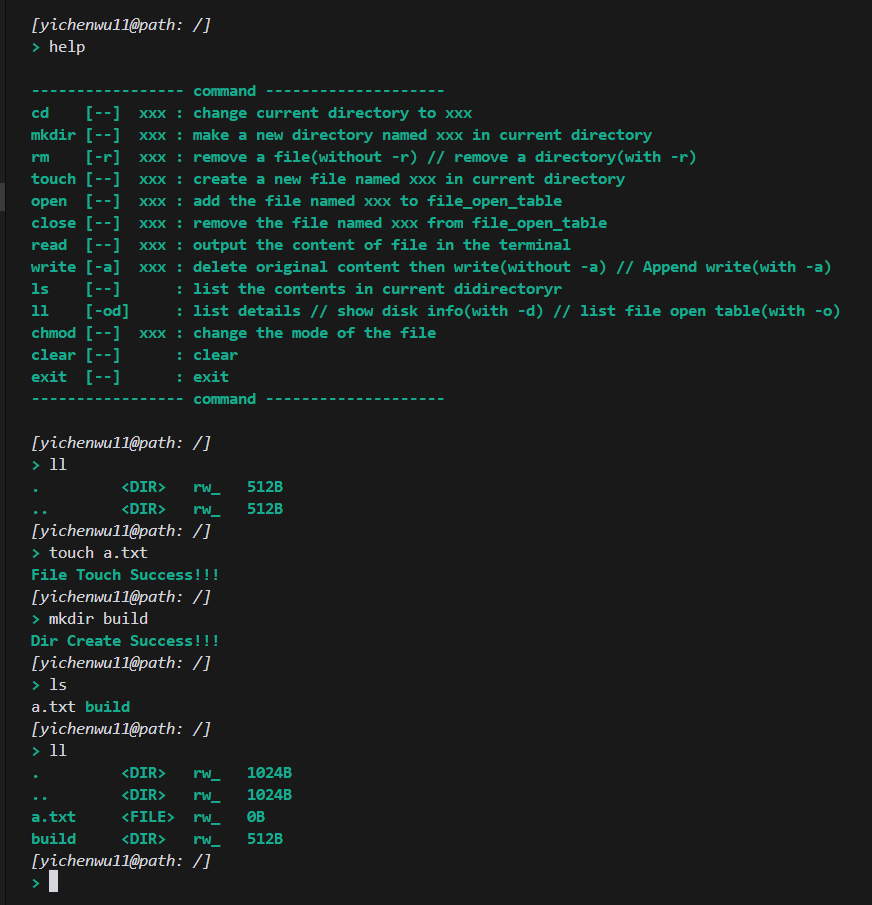 [yichenwu11@path: /]
> help
----------------- command --------------------
cd    [--]  xxx : change current directory to xxx
mkdir [--]  xxx : make a new directory named xxx in current directory
rm    [-r]  xxx : remove a file(without -r) // remove a directory(with -r)
touch [--]  xxx : create a new file named xxx in current directory
open  [--]  xxx : add the file named xxx to file_open_table
close [--]  xxx : remove the file named xxx from file_open_table
read  [--]  xxx : output the content of file in the terminal
write [-a]  xxx : delete original content then write(without -a) // Append write(with -a)
ls    [--]      : list the contents in current didirectoryr
ll    [-od]     : list details // show disk info(with -d) // list file open table(with -o)
chmod [--]  xxx : change the mode of the file
clear [--]      : clear
exit  [--]      : exit
----------------- command --------------------
[yichenwu11@path: /]
> ll
.         <DIR>   rw_   512B
..        <DIR>   rw_   512B
[yichenwu11@path: /]
> touch a.txt
File Touch Success!!!
[yichenwu11@path: /]
> mkdir build
Dir Create Success!!!
[yichenwu11@path: /]
> ls
a.txt build
[yichenwu11@path: /]
> ll
.         <DIR>   rw_   1024B
..        <DIR>   rw_   1024B
a.txt     <FILE>  rw_   0B
build     <DIR>   rw_   512B
[yichenwu11@path: /]
>